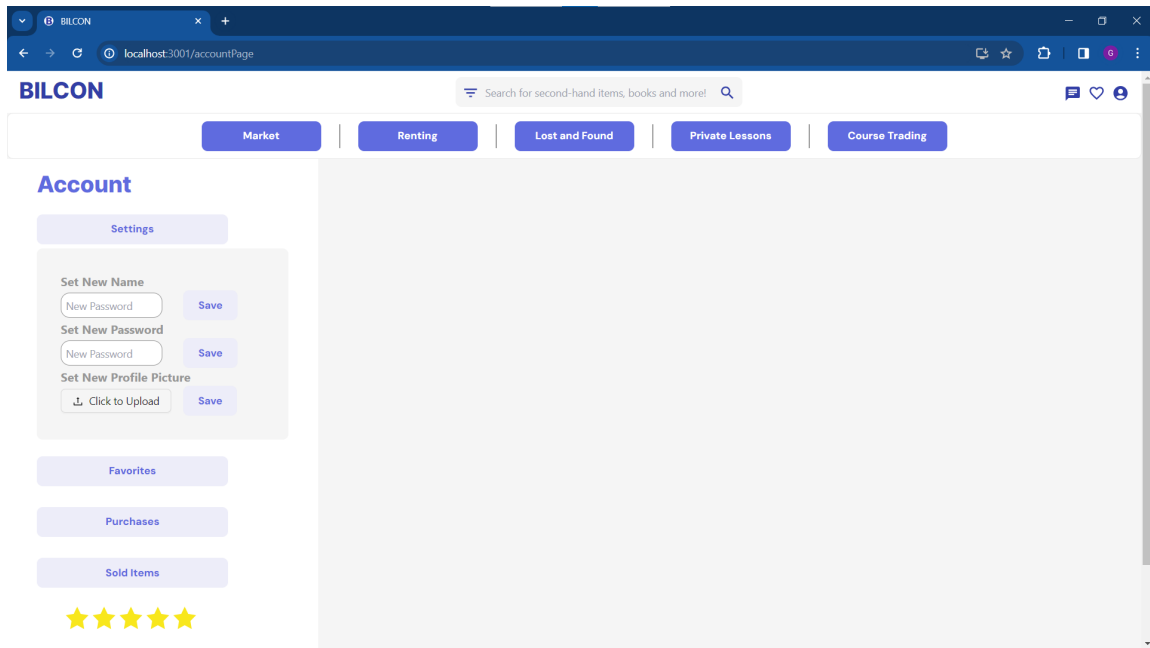 BILCON
localhost:3001/accountPage
G
BILCON
Search for second-hand items, books and more!
Market
Renting
Lost and Found
Private Lessons
Course Trading
Account
Settings
Set New Name
New Password
Save
Set New Password
New Password
Save
Set New Profile Picture
Click to Upload
Save
Favorites
Purchases
Sold Items